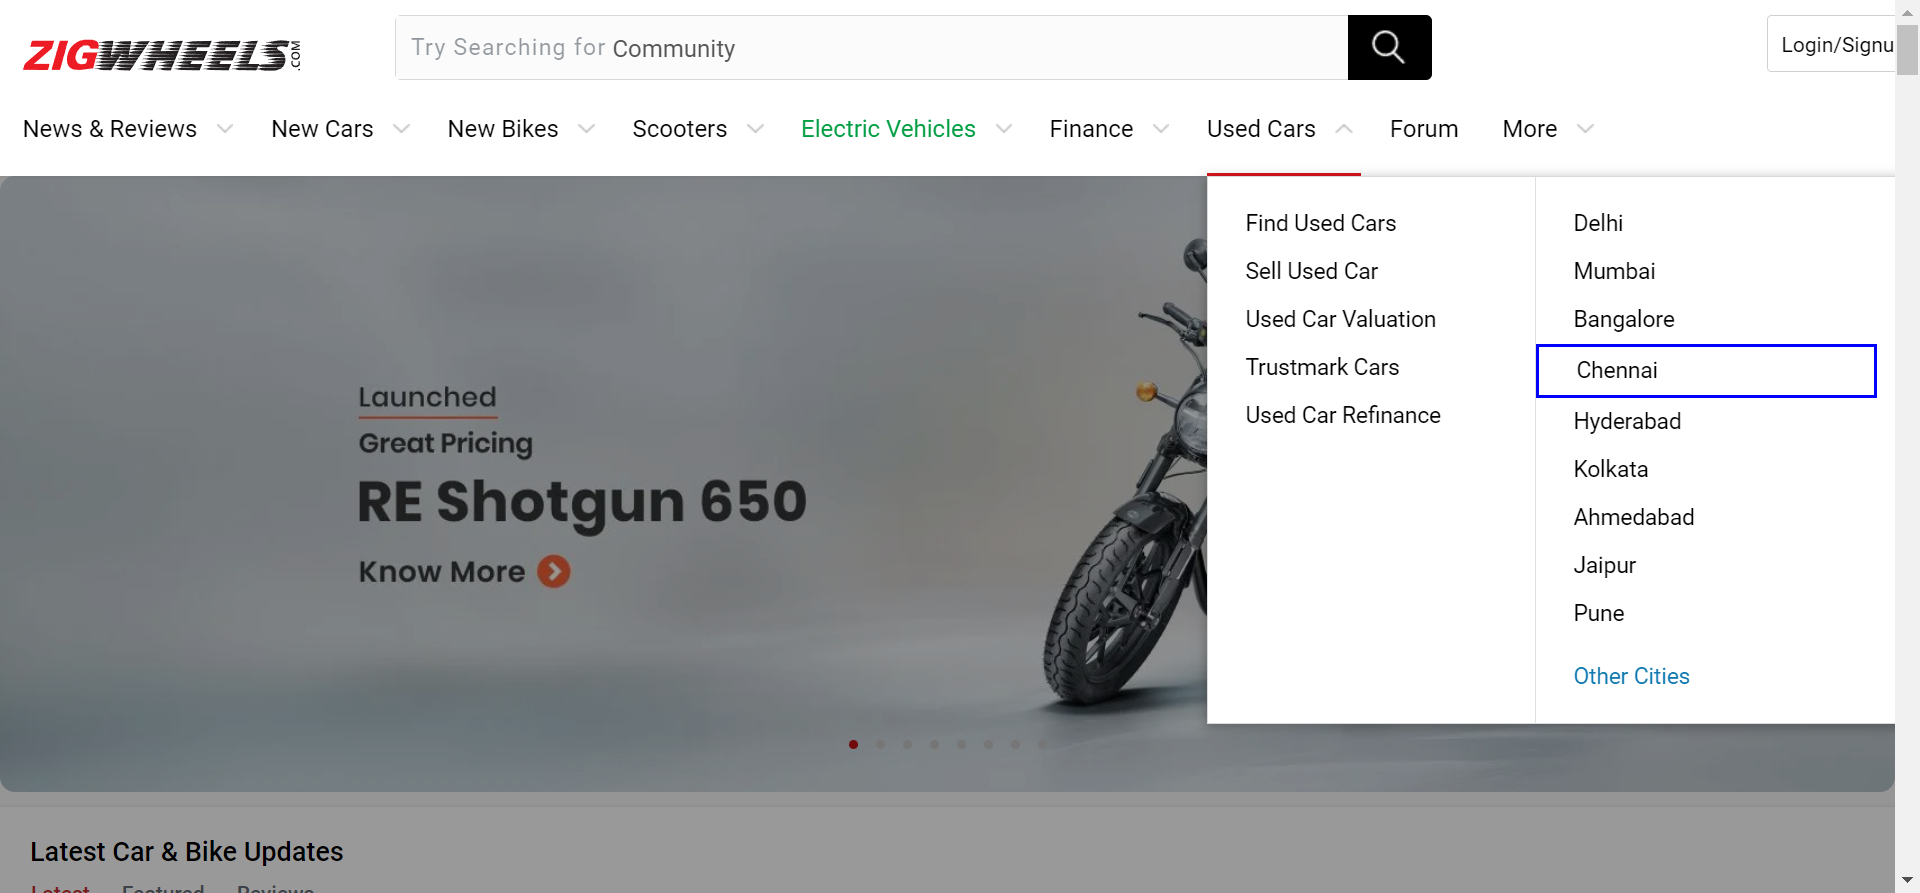 ZIGWHEELS.COM
Try Searching for Community
Login/Signu
News & Reviews
New Cars
New Bikes
Scooters
Electric Vehicles
Finance
Used Cars
Forum
More
Find Used Cars
Sell Used Car
Used Car Valuation
Trustmark Cars
Used Car Refinance
Delhi
Mumbai
Bangalore
Chennai
Hyderabad
Kolkata
Ahmedabad
Jaipur
Pune
Other Cities
Launched
Great Pricing
RE Shotgun 650
Know More
Latest Car & Bike Updates
Latest
Featured
Reviews